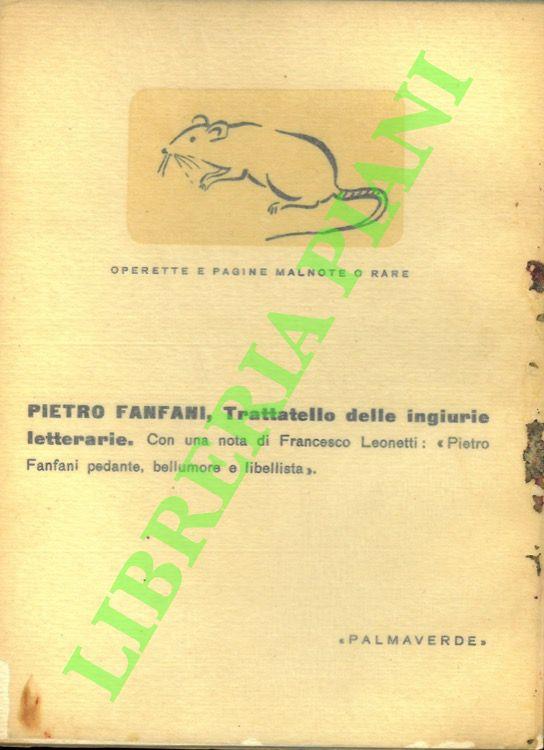 OPERETTE E PAGINE MALNOTE O RARE
PIETRO FANFANI, Trattatello delle ingiurie
letterarie. Con una nota di Francesco Leonetti: «Pietro
Fanfani pedante, bellumore e libellista».
«PALMAVERDE»
LIBRERIA PIANI